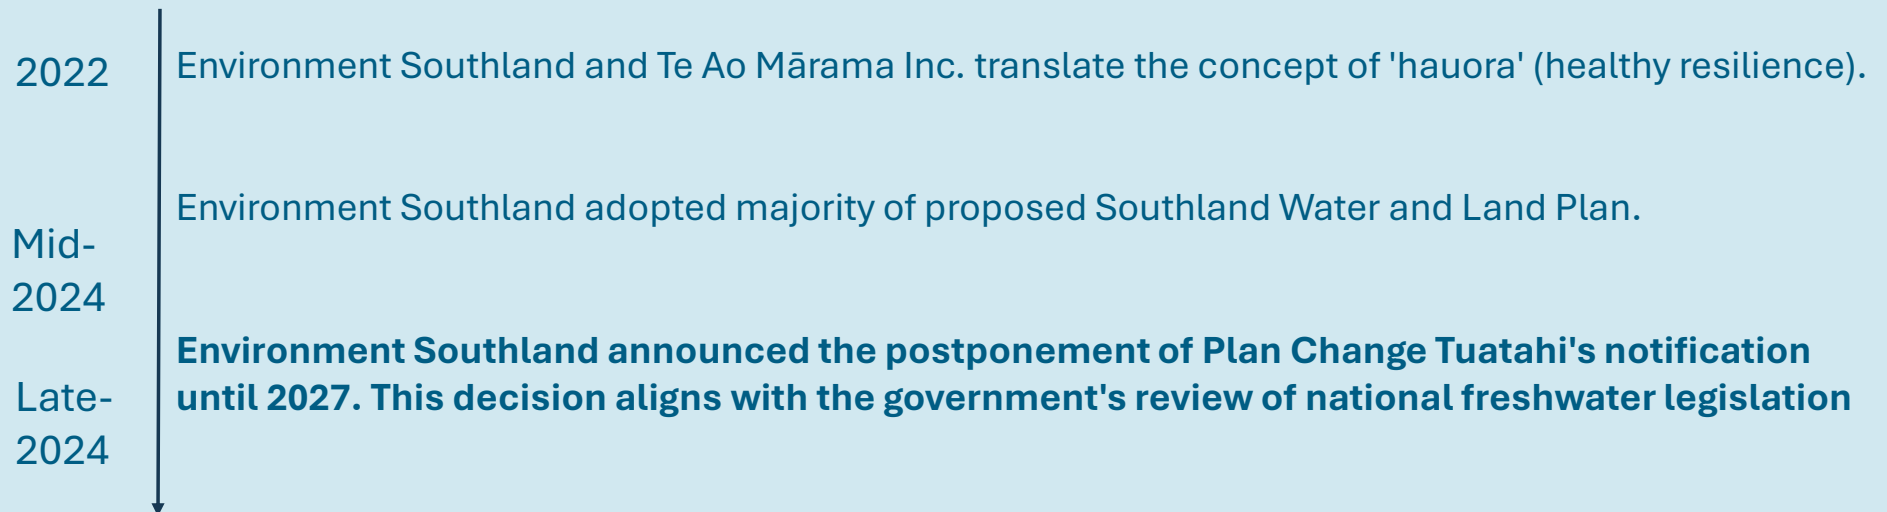 2022
Environment Southland and Te Ao Mārama Inc. translate the concept of 'hauora' (healthy resilience).
Mid-
2024
Environment Southland adopted majority of proposed Southland Water and Land Plan.
Late-
2024
Environment Southland announced the postponement of Plan Change Tuatahi's notification
until 2027. This decision aligns with the government's review of national freshwater legislation